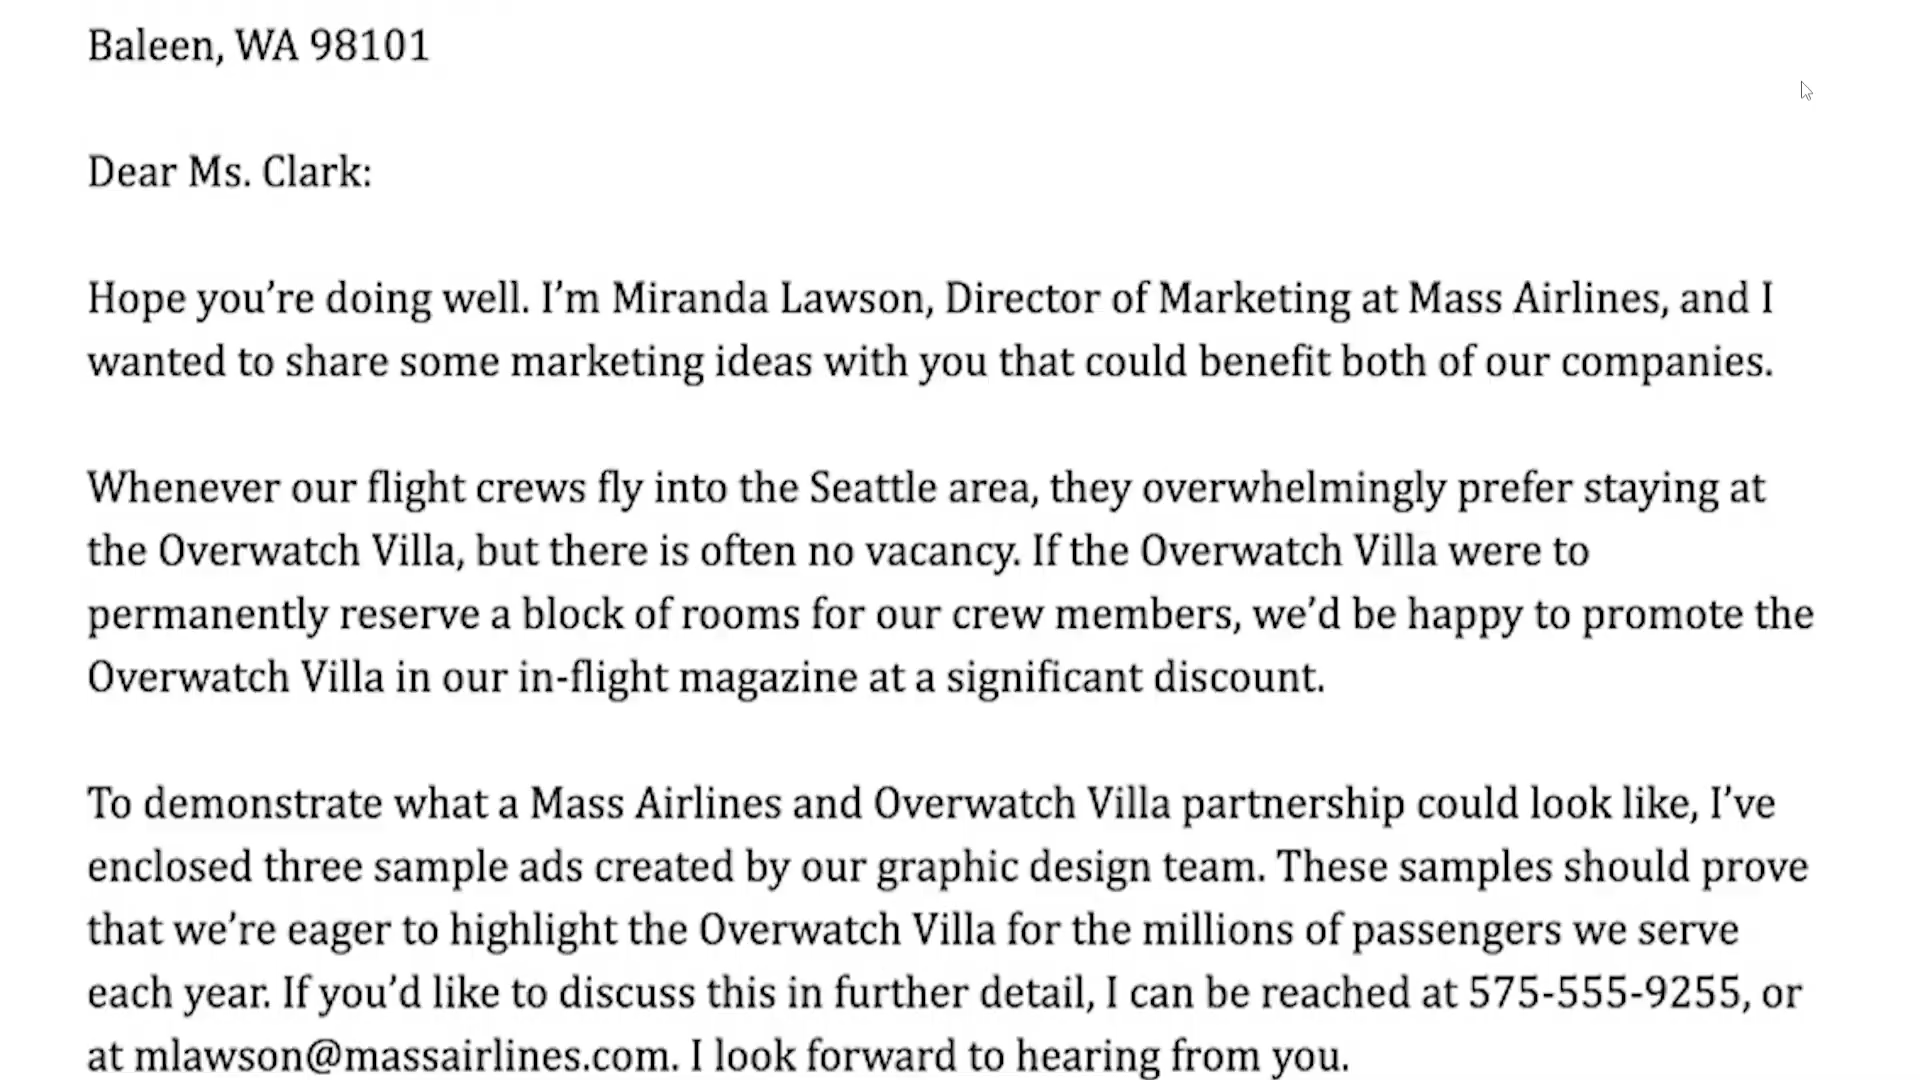 Baleen, WA 98101
Dear Ms. Clark:
Hope you’re doing well. I’m Miranda Lawson, Director of Marketing at Mass Airlines, and I
wanted to share some marketing ideas with you that could benefit both of our companies.
Whenever our flight crews fly into the Seattle area, they overwhelmingly prefer staying at
the Overwatch Villa, but there is often no vacancy. If the Overwatch Villa were to
permanently reserve a block of rooms for our crew members, we’d be happy to promote the
Overwatch Villa in our in-flight magazine at a significant discount.
To demonstrate what a Mass Airlines and Overwatch Villa partnership could look like, I’ve
enclosed three sample ads created by our graphic design team. These samples should prove
that we’re eager to highlight the Overwatch Villa for the millions of passengers we serve
each year. If you’d like to discuss this in further detail, I can be reached at 575-555-9255, or
at mlawson@massairlines.com. I look forward to hearing from you.